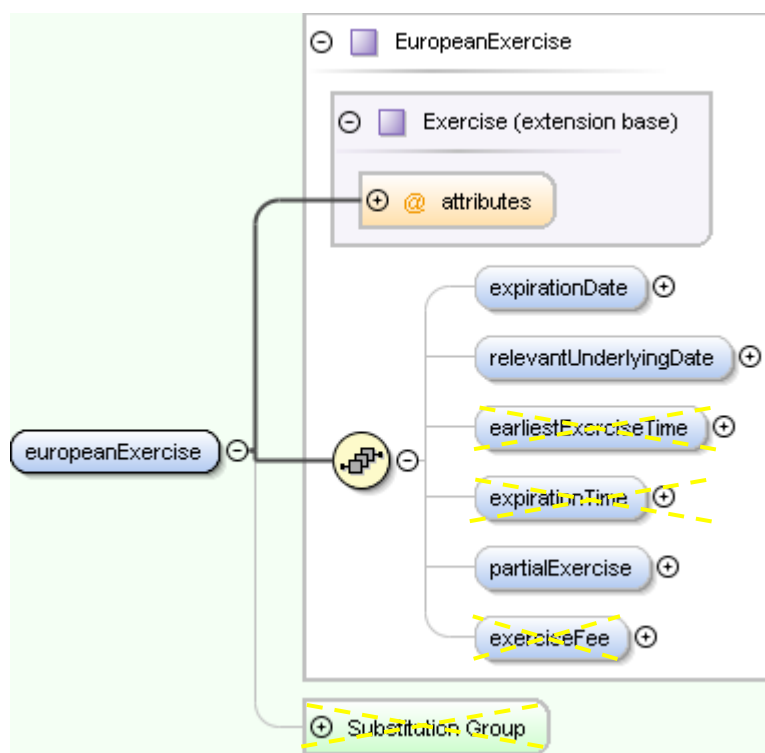 EuropeanExercise
Exercise (extension base)
@ attributes
expirationDate
relevantUnderlyingDate
earliestExerciseTime
europeanExercise
expirationTime
partialExercise
exerciseFee
Substitution Group